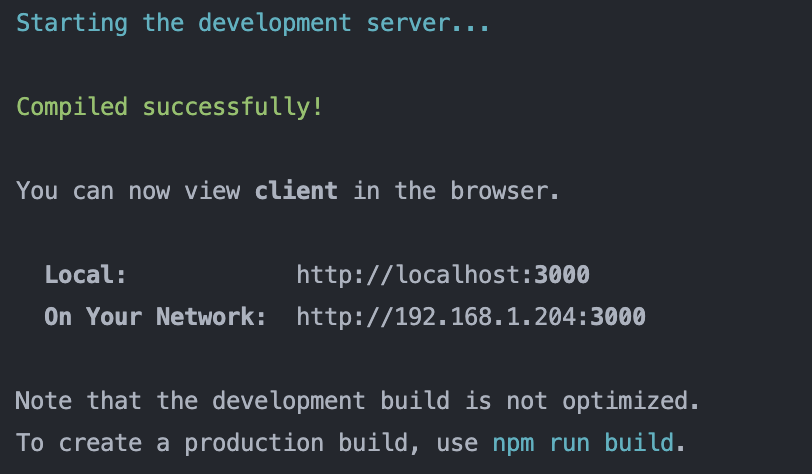 Starting the development server...
Compiled successfully!
You can now view client in the browser.
Local: http://localhost:3000
On Your Network: http://192.168.1.204:3000
Note that the development build is not optimized.
To create a production build, use npm run build.